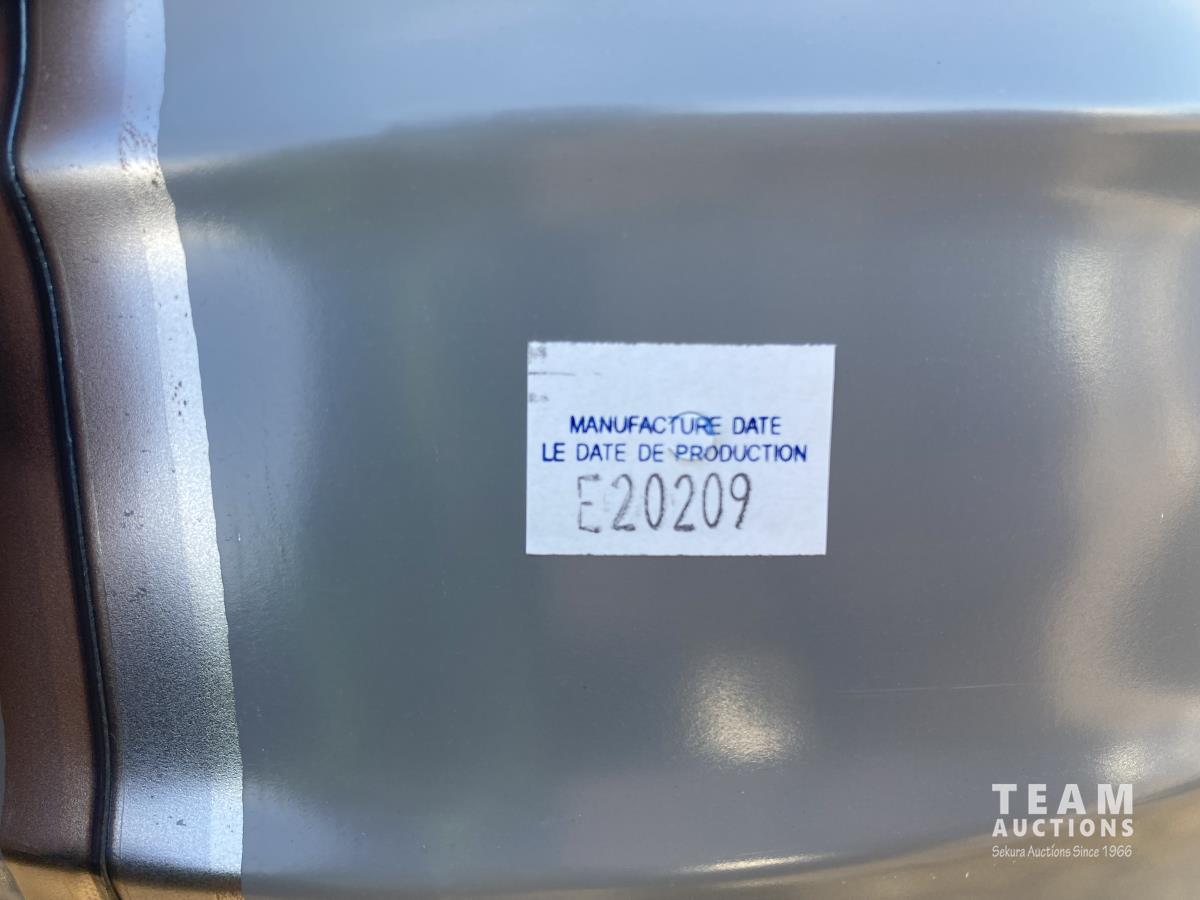 MANUFACTURE DATE
LE DATE DE PRODUCTION
E20209
TEAM
AUCTIONS
Sekura Auctions Since 1966